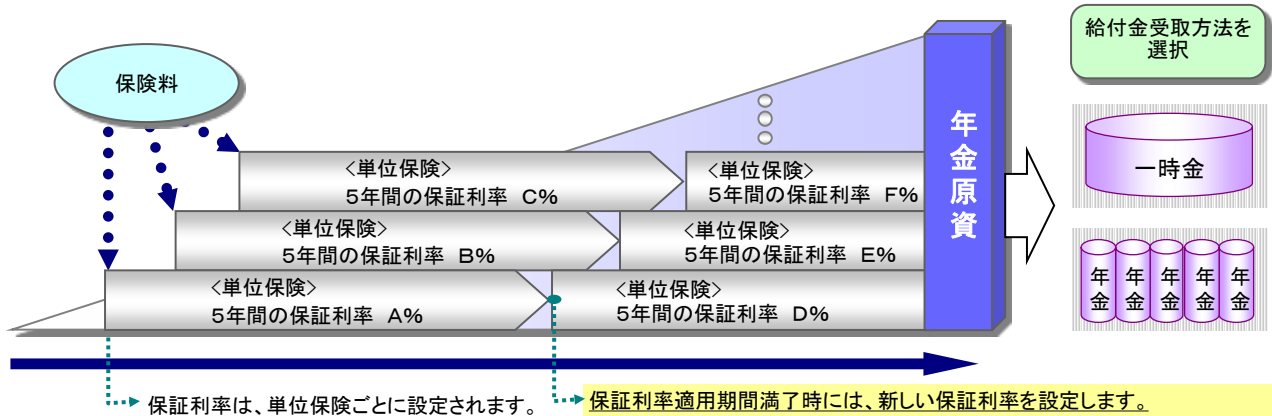 保険料
<単位保険>
5年間の保証利率 C%
<単位保険>
5年間の保証利率 F%
<単位保険>
5年間の保証利率 B%
<単位保険>
5年間の保証利率 E%
<単位保険>
5年間の保証利率 A%
<単位保険>
5年間の保証利率 D%
年金原資
給付金受取方法を
選択
一時金
年金
年金
年金
年金
年金
保証利率は、単位保険ごとに設定されます。
保証利率適用期間満了時には、新しい保証利率を設定します。